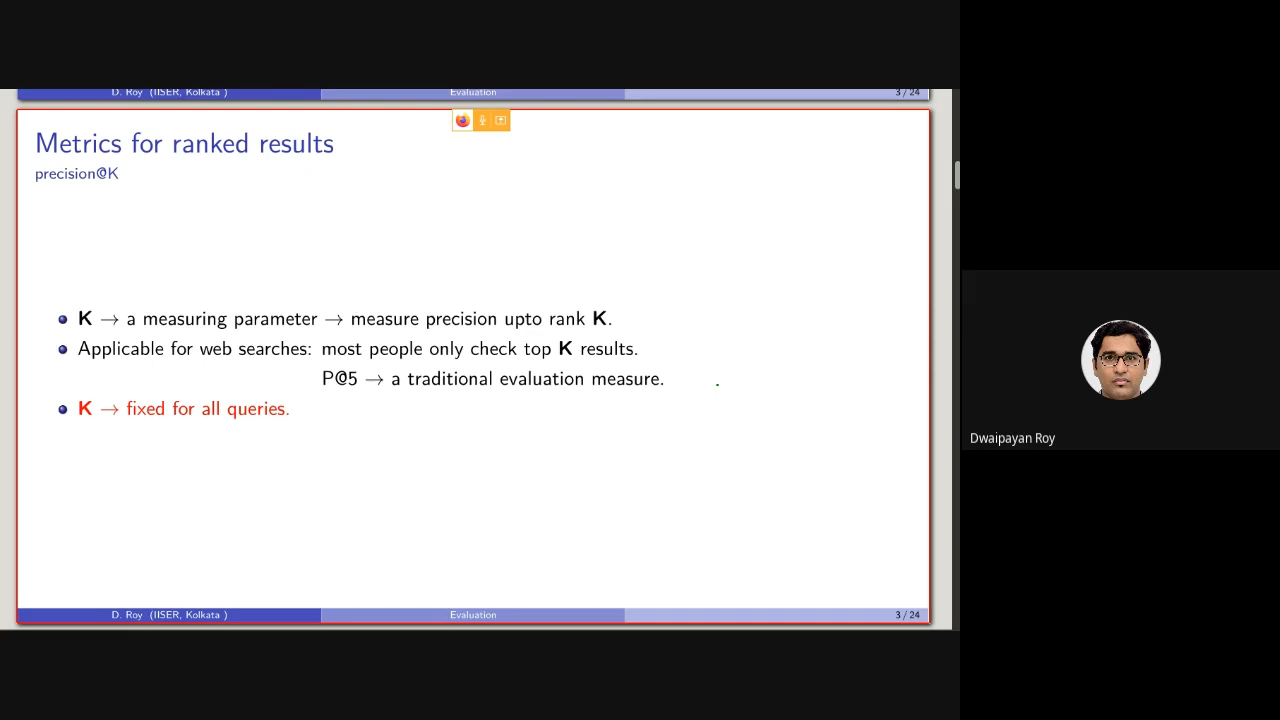 D. Roy (IISER, Kolkata )
Evaluation
3 / 24
Metrics for ranked results
precision@K
K → a measuring parameter → measure precision upto rank K.
Applicable for web searches: most people only check top K results.
P@5 → a traditional evaluation measure.
K → fixed for all queries.
D. Roy (IISER, Kolkata )
Evaluation
3 / 24
Dwaipayan Roy